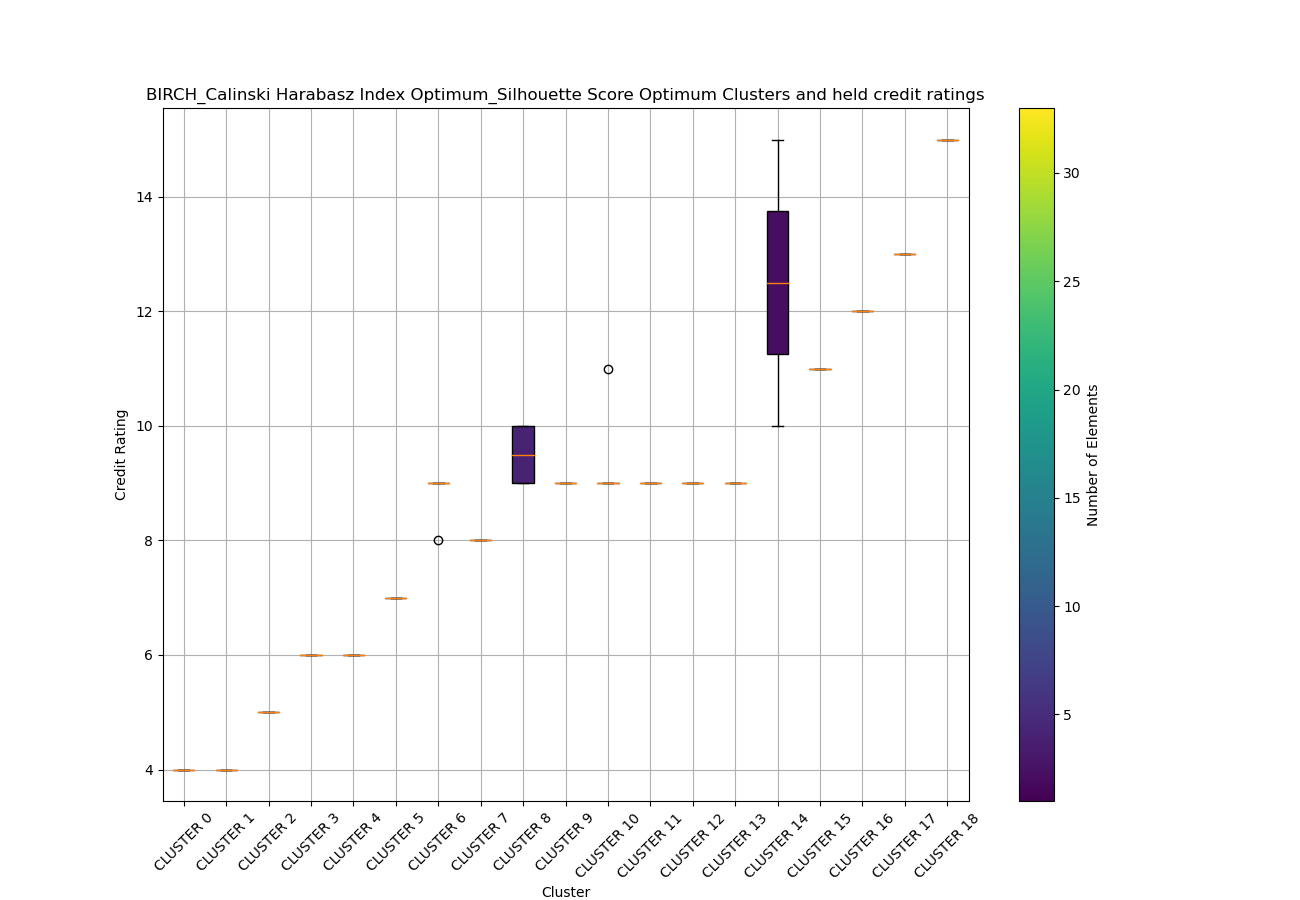 BIRCH_Calinski Harabasz Index Optimum_Silhouette Score Optimum Clusters and held credit ratings
Credit Rating
14
12
10
8
6
4
CLUSTER 0
CLUSTER 1
CLUSTER 2
CLUSTER 3
CLUSTER 4
CLUSTER 5
CLUSTER 6
CLUSTER 7
CLUSTER 8
CLUSTER 9
CLUSTER 10
CLUSTER 11
CLUSTER 12
CLUSTER 13
CLUSTER 14
CLUSTER 15
CLUSTER 16
CLUSTER 17
CLUSTER 18
Cluster
30
25
20
15
10
5
Number of Elements